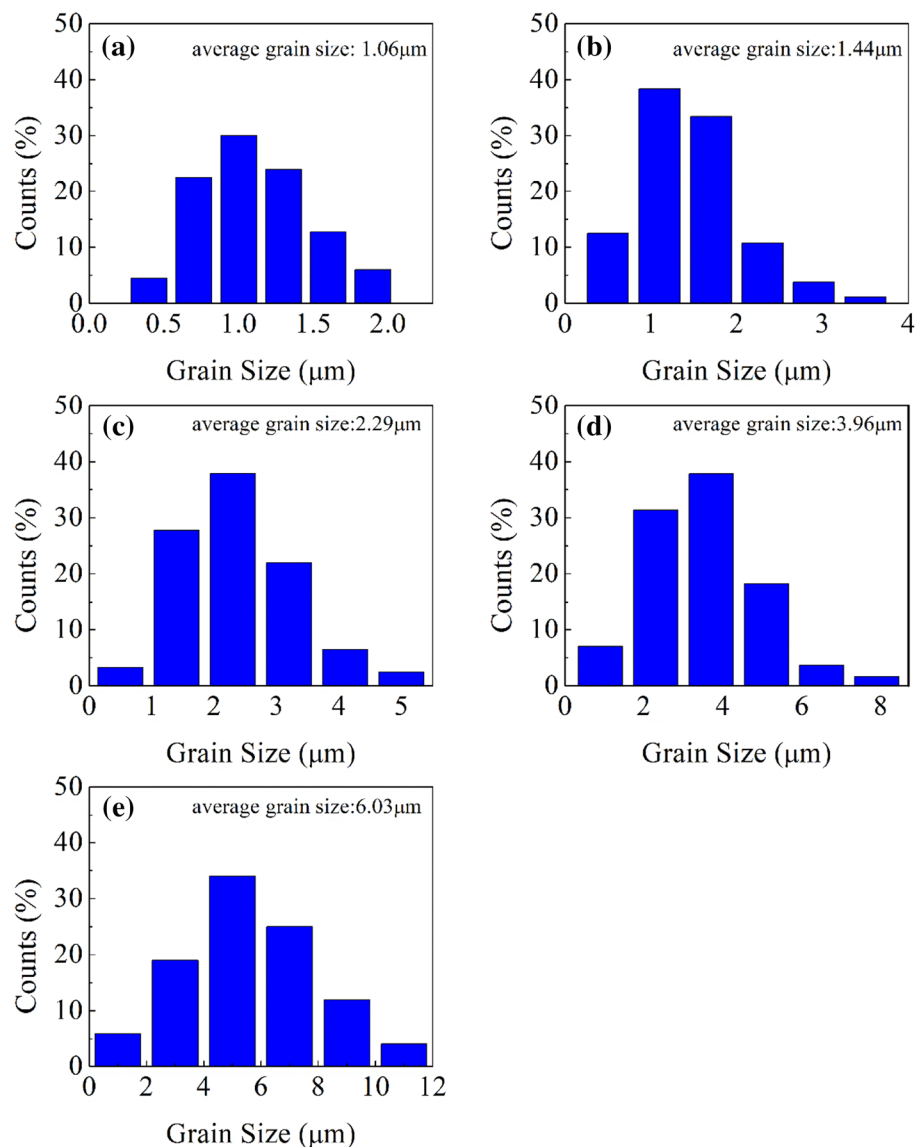 (a)
average grain size: 1.06μm
50
40
30
20
10
0
Counts (%)
0.0 0.5 1.0 1.5 2.0
Grain Size (μm)
(b)
average grain size:1.44μm
50
40
30
20
10
0
Counts (%)
0 1 2 3 4
Grain Size (μm)
(c)
average grain size:2.29μm
50
40
30
20
10
0
Counts (%)
0 1 2 3 4 5
Grain Size (μm)
(d)
average grain size:3.96μm
50
40
30
20
10
0
Counts (%)
0 2 4 6 8
Grain Size (μm)
(e)
average grain size:6.03μm
50
40
30
20
10
0
Counts (%)
0 2 4 6 8 10 12
Grain Size (μm)